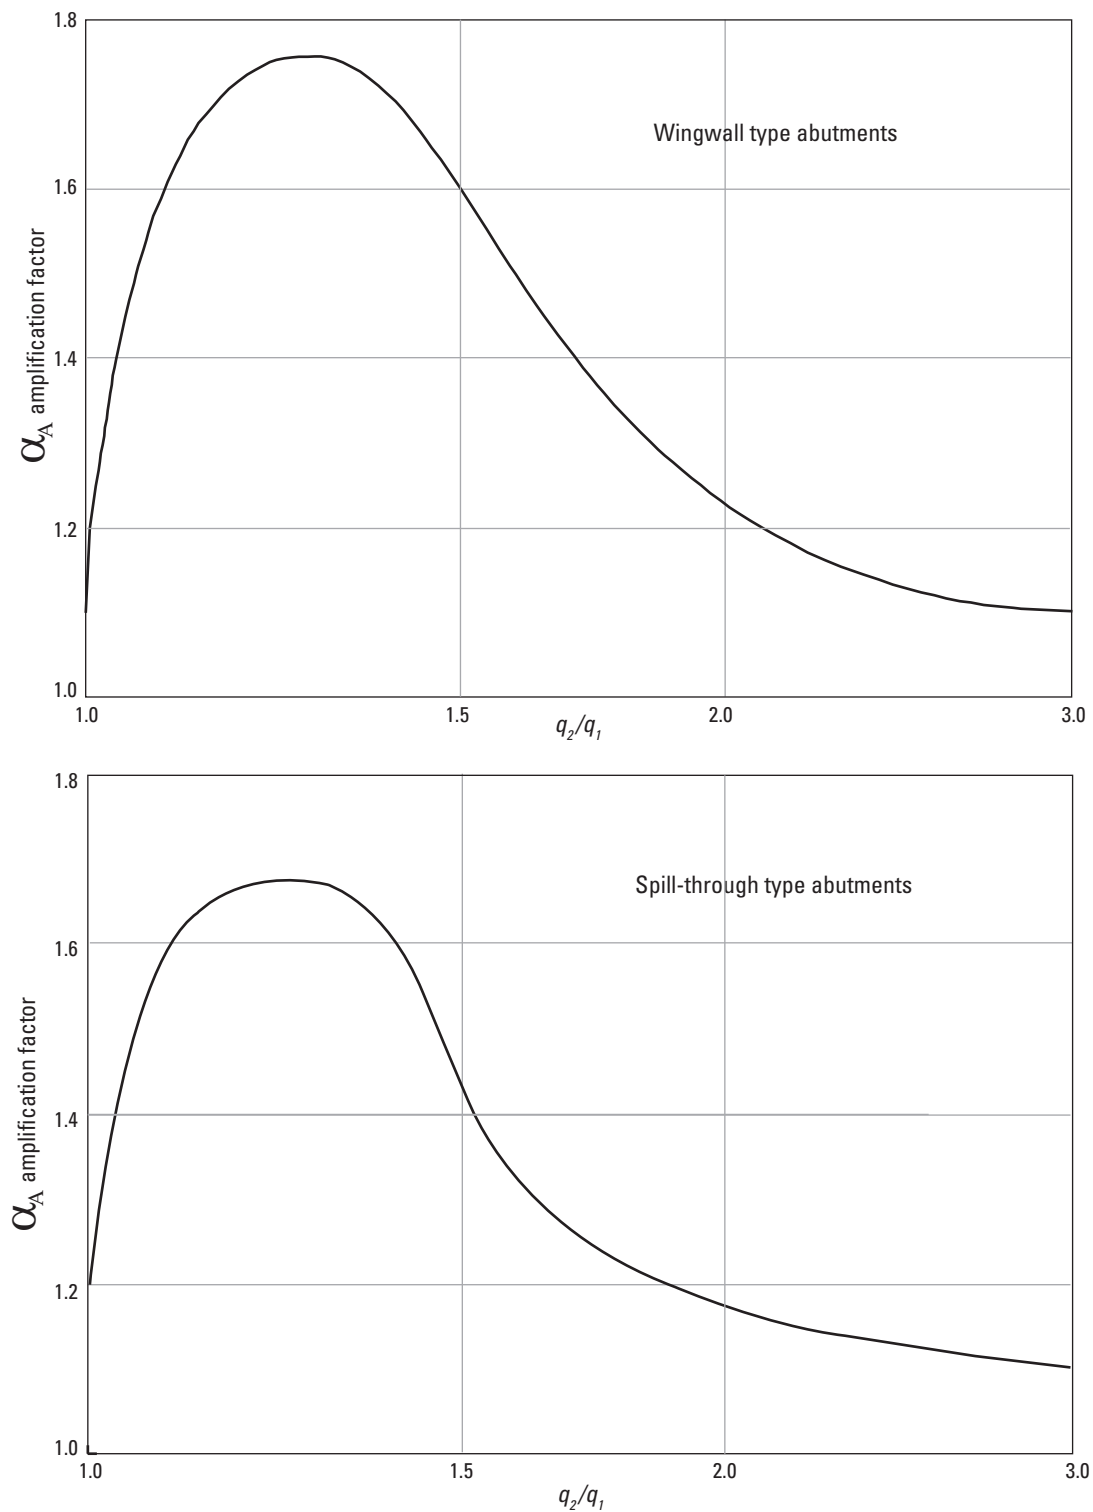 1.8
Wingwall type abutments
1.6
αA amplification factor
1.4
1.2
1.0
1.0 1.5 2.0 3.0
q2/q1
1.8
Spill-through type abutments
1.6
αA amplification factor
1.4
1.2
1.0
1.0 1.5 2.0 3.0
q2/q1